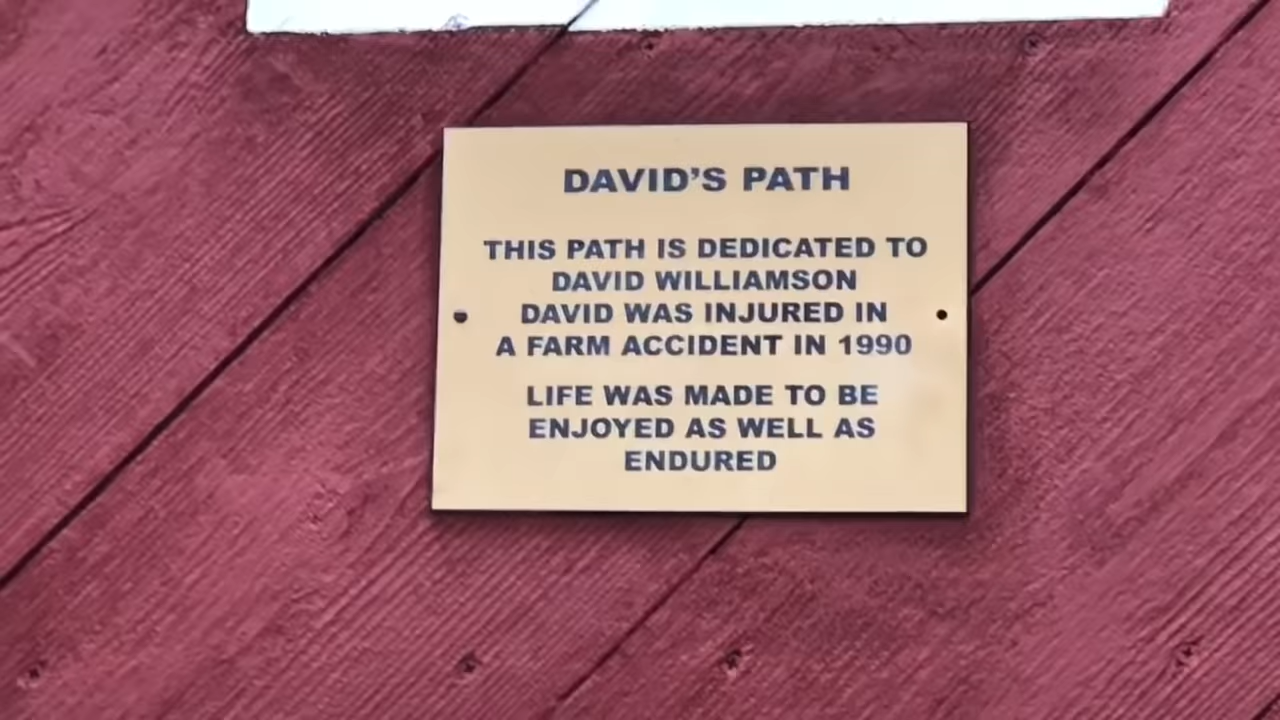 DAVID'S PATH
THIS PATH IS DEDICATED TO
DAVID WILLIAMSON
DAVID WAS INJURED IN
A FARM ACCIDENT IN 1990
LIFE WAS MADE TO BE
ENJOYED AS WELL AS
ENDURED